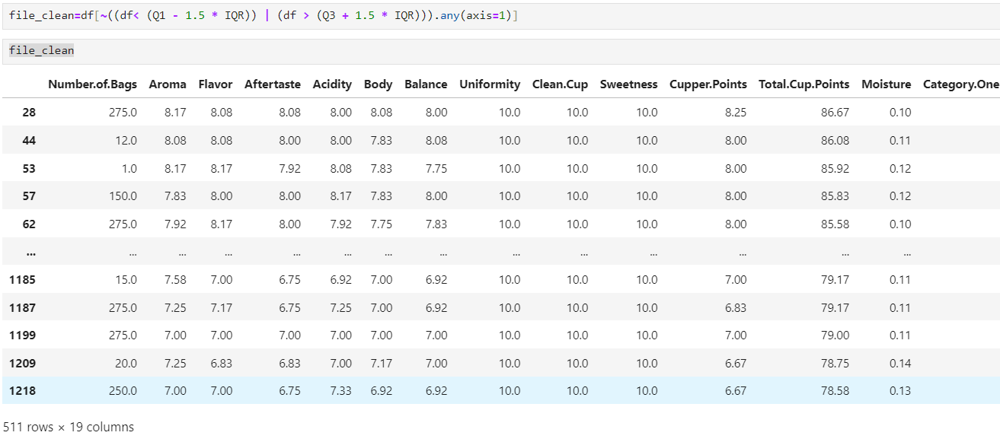 file_clean=df[~((df< (Q1 - 1.5 * IQR)) | (df > (Q3 + 1.5 * IQR))).any(axis=1)]
file_clean
Number.of.Bags Aroma Flavor Aftertaste Acidity Body Balance Uniformity Clean.Cup Sweetness Cupper.Points Total.Cup.Points Moisture Category.One
28 275.0 8.17 8.08 8.08 8.00 8.08 8.00 10.0 10.0 10.0 8.25 86.67 0.10
44 12.0 8.08 8.08 8.00 8.00 7.83 8.08 10.0 10.0 10.0 8.00 86.08 0.11
53 1.0 8.17 8.17 7.92 8.08 7.83 7.75 10.0 10.0 10.0 8.00 85.92 0.12
57 150.0 7.83 8.00 8.00 8.17 7.83 8.00 10.0 10.0 10.0 8.00 85.83 0.12
62 275.0 7.92 8.17 8.00 7.92 7.75 7.83 10.0 10.0 10.0 8.00 85.58 0.10
... ... ... ... ... ... ... ... ... ... ... ... ... ...
1185 15.0 7.58 7.00 6.75 6.92 7.00 6.92 10.0 10.0 10.0 7.00 79.17 0.11
1187 275.0 7.25 7.17 6.75 7.25 7.00 6.92 10.0 10.0 10.0 6.83 79.17 0.11
1199 275.0 7.00 7.00 7.00 7.00 7.00 7.00 10.0 10.0 10.0 7.00 79.00 0.11
1209 20.0 7.25 6.83 6.83 7.00 7.17 7.00 10.0 10.0 10.0 6.67 78.75 0.14
1218 250.0 7.00 7.00 6.75 7.33 6.92 6.92 10.0 10.0 10.0 6.67 78.58 0.13
511 rows × 19 columns